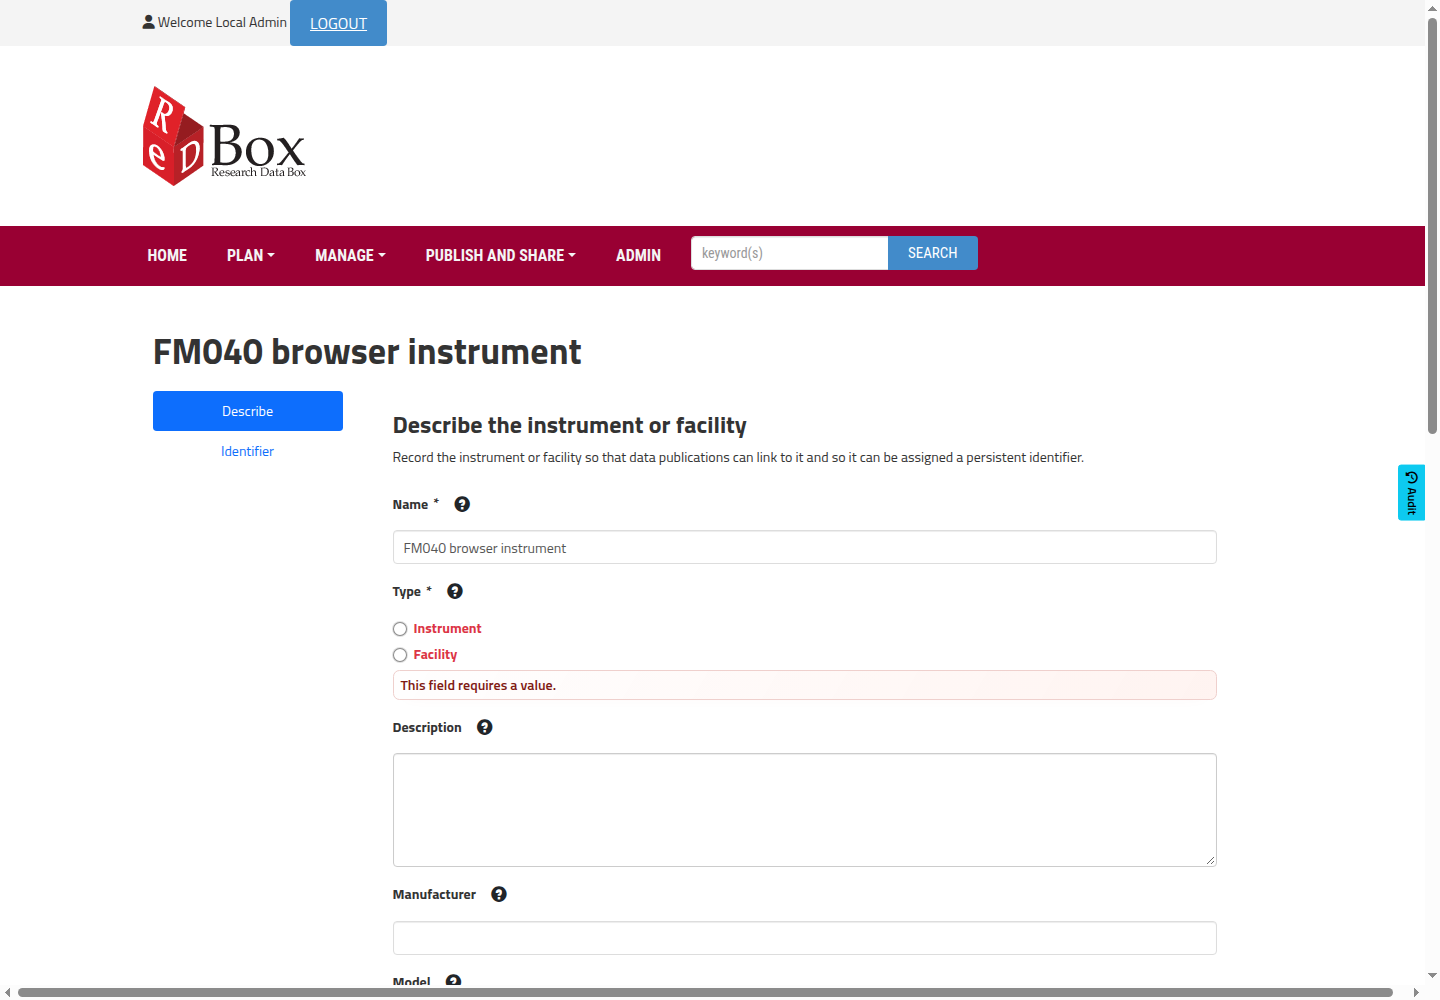 Welcome Local Admin LOGOUT
R
e D Box
Research Data Box
HOME PLAN MANAGE PUBLISH AND SHARE ADMIN keyword(s) SEARCH
FM040 browser instrument
Describe
Identifier
Describe the instrument or facility
Record the instrument or facility so that data publications can link to it and so it can be assigned a persistent identifier.
Name *
FM040 browser instrument
Type *
Instrument
Facility
This field requires a value.
Description
Manufacturer
Model
Audit